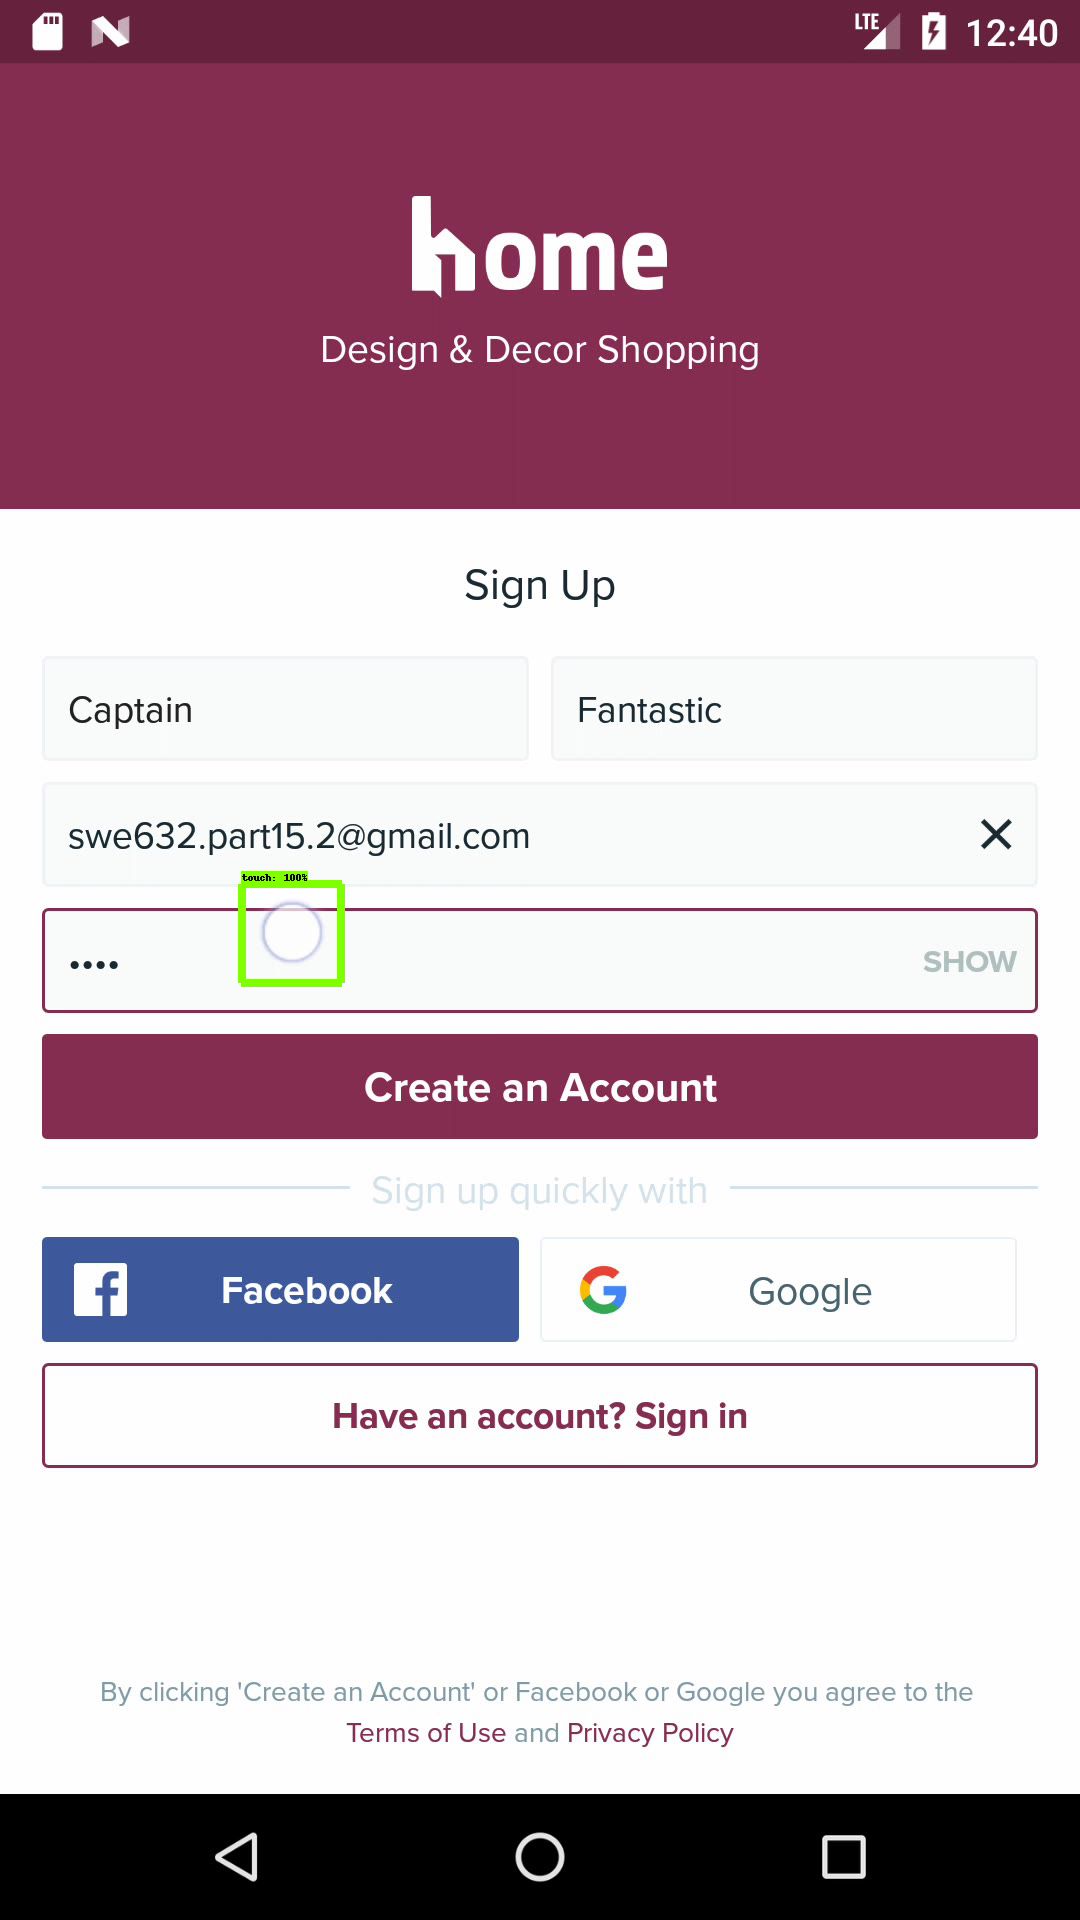 LTE 12:40
home
Design & Decor Shopping
Sign Up
Captain Fantastic
swe632.part15.2@gmail.com
touch: 100%
•••• SHOW
Create an Account
Sign up quickly with
Facebook Google
Have an account? Sign in
By clicking 'Create an Account' or Facebook or Google you agree to the
Terms of Use and Privacy Policy